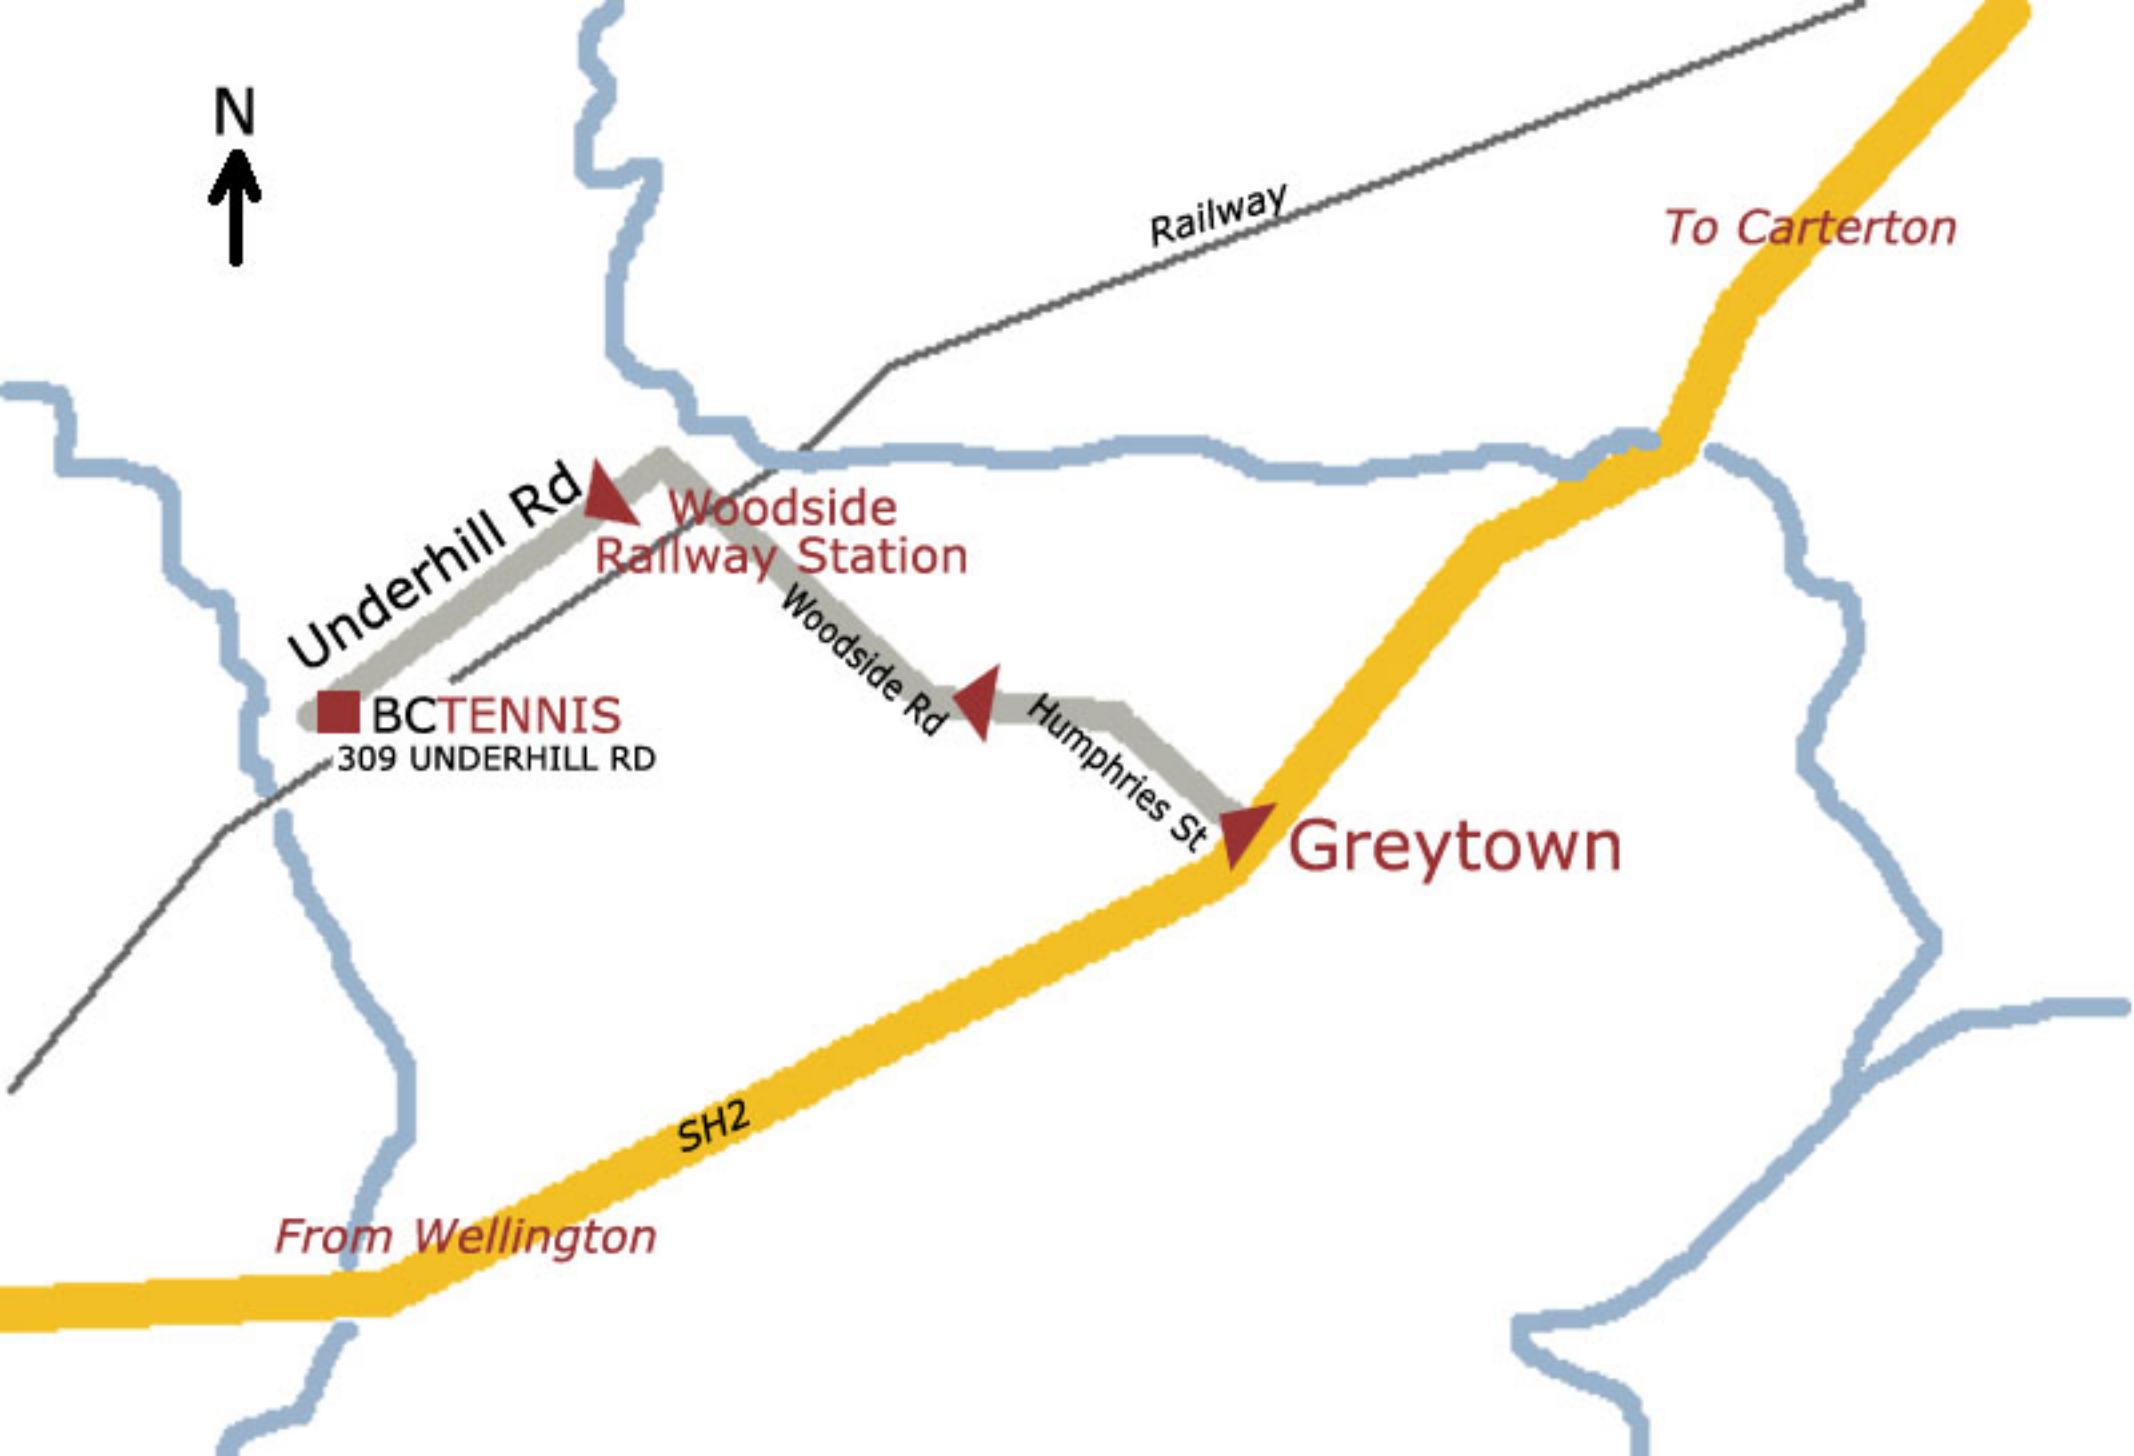 N
Railway
To Carterton
Underhill Rd
Woodside
Railway Station
Woodside Rd
BCTENNIS
309 UNDERHILL RD
Humphries St
Greytown
SH2
From Wellington